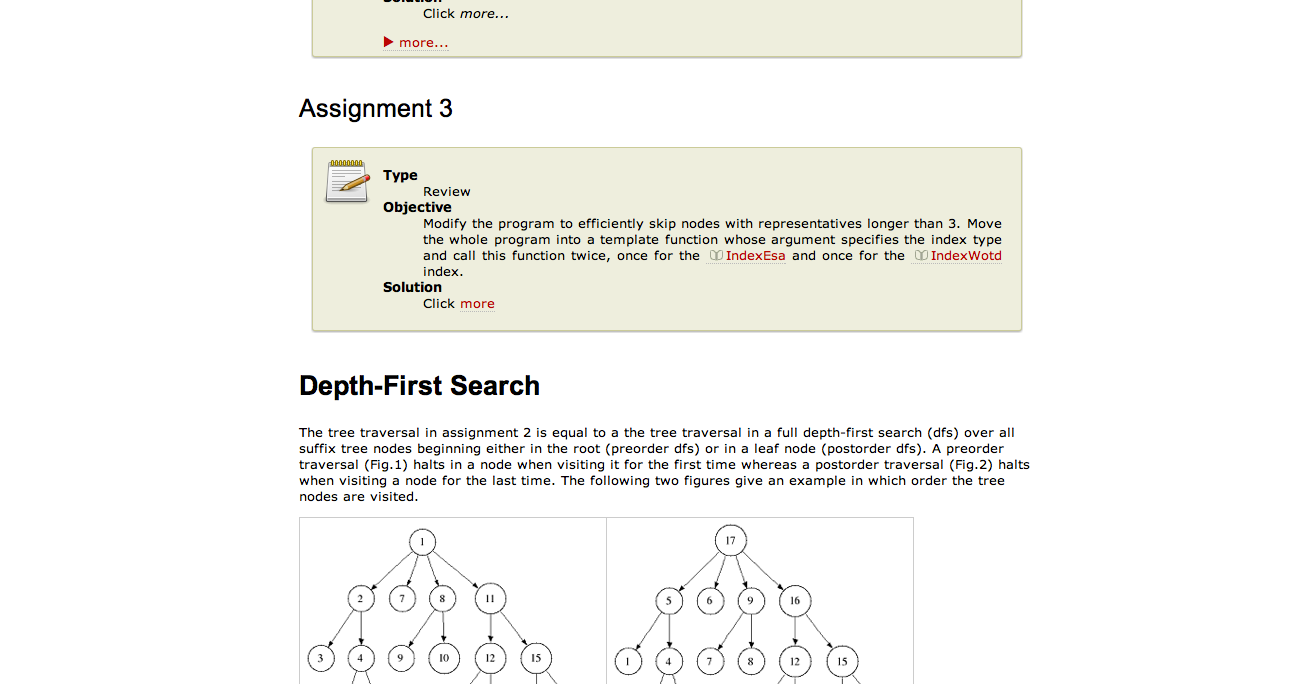 Solution
Click more...
more...
Assignment 3
Type
Review
Objective
Modify the program to efficiently skip nodes with representatives longer than 3. Move
the whole program into a template function whose argument specifies the index type
and call this function twice, once for the IndexEsa and once for the IndexWotd
index.
Solution
Click more
Depth-First Search
The tree traversal in assignment 2 is equal to a the tree traversal in a full depth-first search (dfs) over all
suffix tree nodes beginning either in the root (preorder dfs) or in a leaf node (postorder dfs). A preorder
traversal (Fig.1) halts in a node when visiting it for the first time whereas a postorder traversal (Fig.2) halts
when visiting a node for the last time. The following two figures give an example in which order the tree
nodes are visited.
1
2 7 8 11
3 4 9 10 12 15
17
5 6 9 16
1 4 7 8 12 15